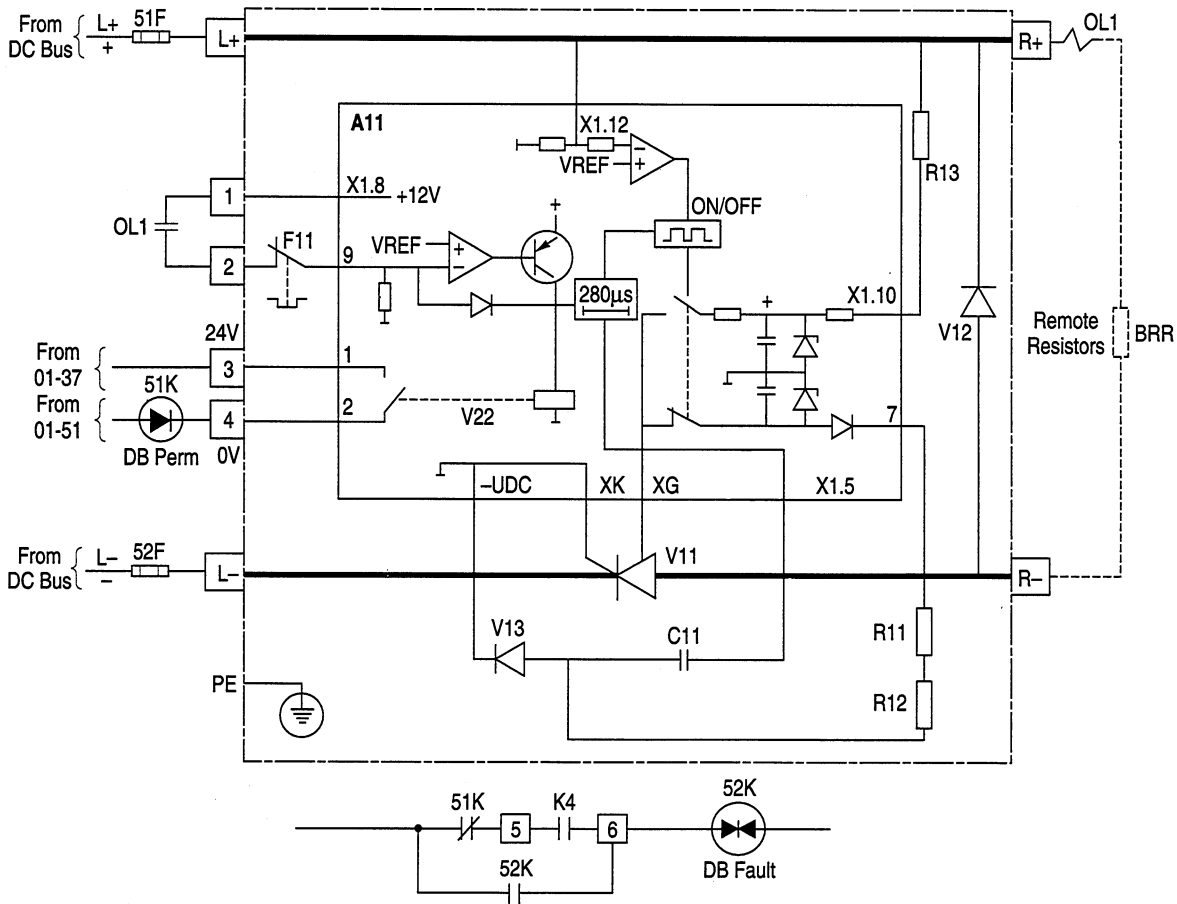 From
DC Bus
L+
+
51F
L+
R+
OL1
A11
X1.12
VREF
−
+
R13
1
X1.8
+12V
ON/OFF
OL1
F11
2
9
VREF
+
−
+
280µs
+
X1.10
V12
Remote
Resistors
BRR
24V
From
01-37
3
1
From
01-51
51K
4
2
V22
7
DB Perm
0V
−UDC
XK
XG
X1.5
From
DC Bus
L−
−
52F
L−
V11
R−
V13
C11
R11
PE
R12
51K
5
K4
6
52K
52K
DB Fault